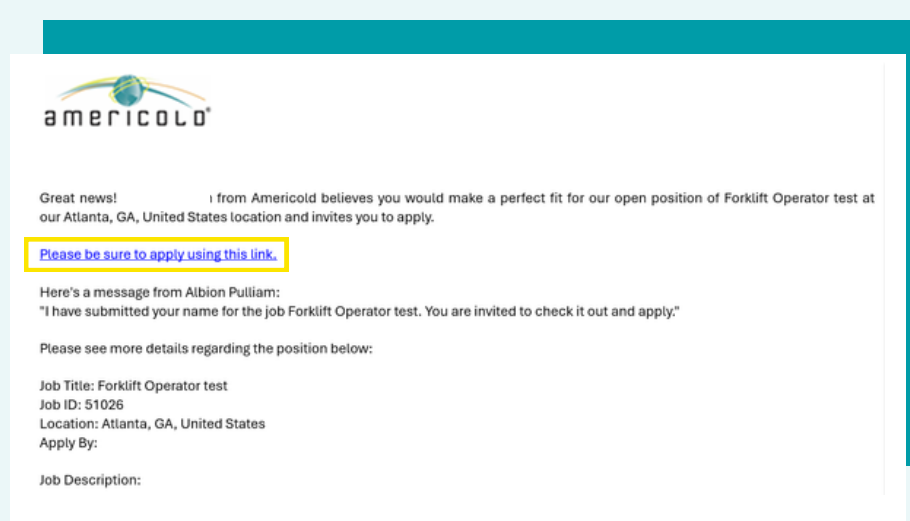 americold®
Great news! from Americold believes you would make a perfect fit for our open position of Forklift Operator test at
our Atlanta, GA, United States location and invites you to apply.
Please be sure to apply using this link.
Here's a message from Albion Pulliam:
"I have submitted your name for the job Forklift Operator test. You are invited to check it out and apply."
Please see more details regarding the position below:
Job Title: Forklift Operator test
Job ID: 51026
Location: Atlanta, GA, United States
Apply By:
Job Description: